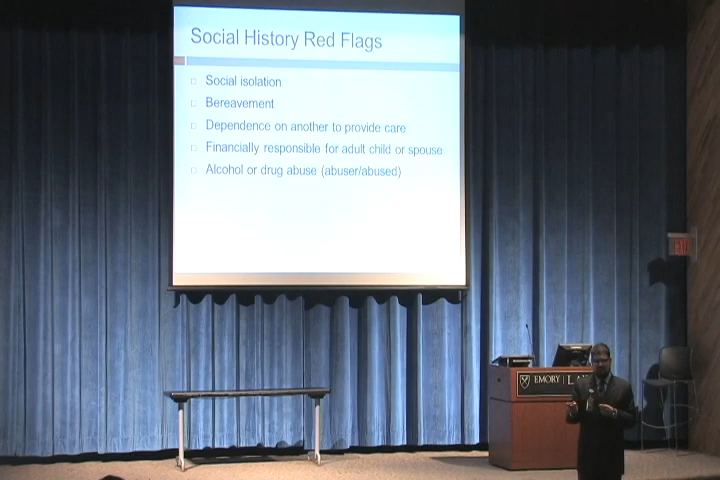 Social History Red Flags
Social isolation
Bereavement
Dependence on another to provide care
Financially responsible for adult child or spouse
Alcohol or drug abuse (abuser/abused)
EXIT
EMORY | LA